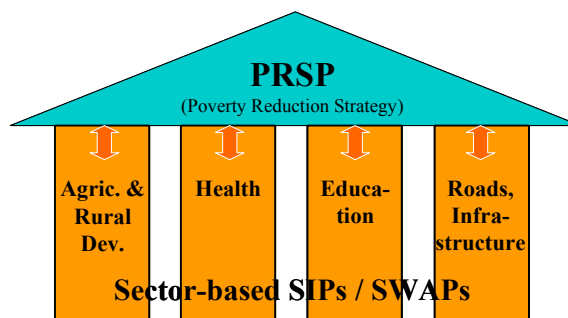 PRSP
(Poverty Reduction Strategy)
Agric. &
Rural
Dev.
Health
Educa-
tion
Roads,
Infra-
structure
Sector-based SIPs / SWAPs